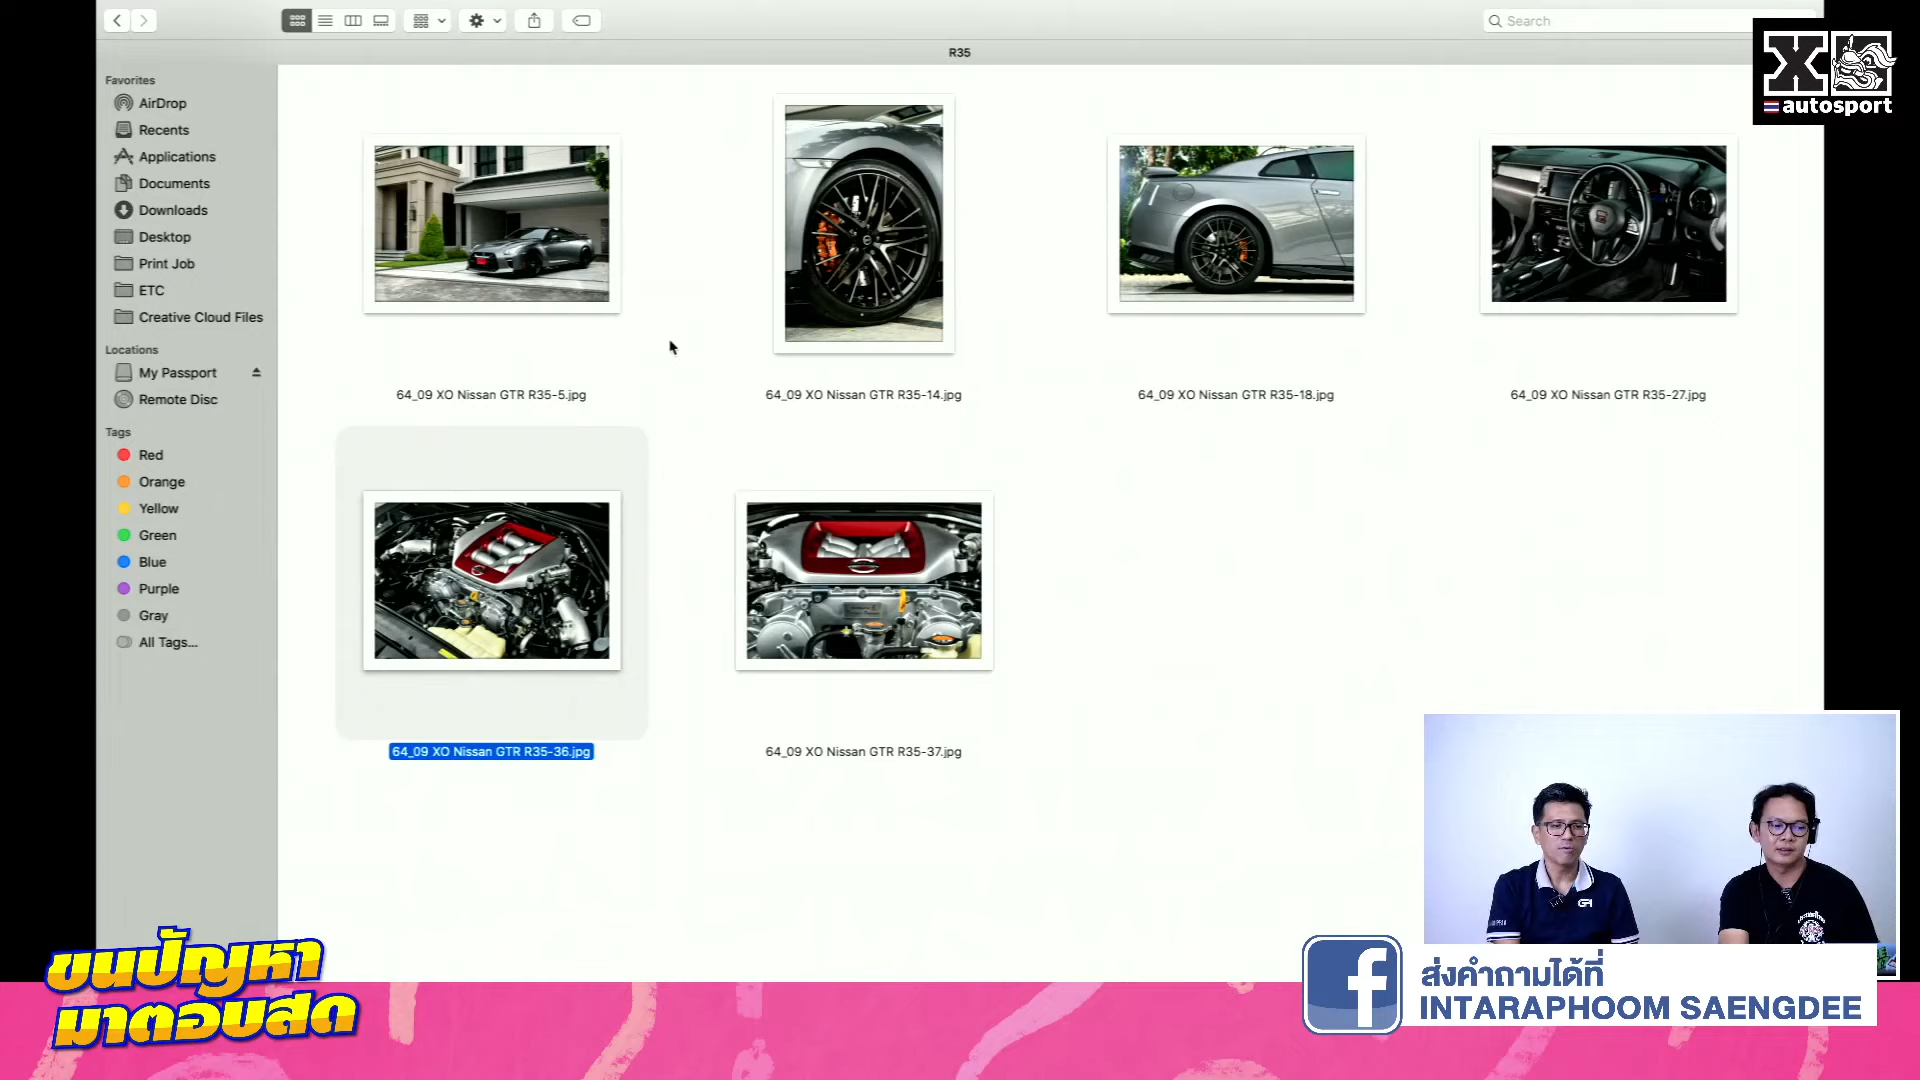 Search
R35
XO
autosport
Favorites
AirDrop
Recents
Applications
Documents
Downloads
Desktop
Print Job
ETC
Creative Cloud Files
Locations
My Passport
Remote Disc
Tags
Red
Orange
Yellow
Green
Blue
Purple
Gray
All Tags...
64_09 XO Nissan GTR R35-5.jpg
64_09 XO Nissan GTR R35-14.jpg
64_09 XO Nissan GTR R35-18.jpg
64_09 XO Nissan GTR R35-27.jpg
64_09 XO Nissan GTR R35-36.jpg
64_09 XO Nissan GTR R35-37.jpg
GPI
ขนปัญหา
มาตอบสด
f
ส่งคำถามได้ที่
INTARAPHOOM SAENGDEE